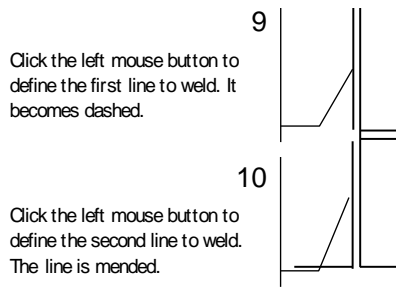 9
Click the left mouse button to
define the first line to weld. It
becomes dashed.
10
Click the left mouse button to
define the second line to weld.
The line is mended.